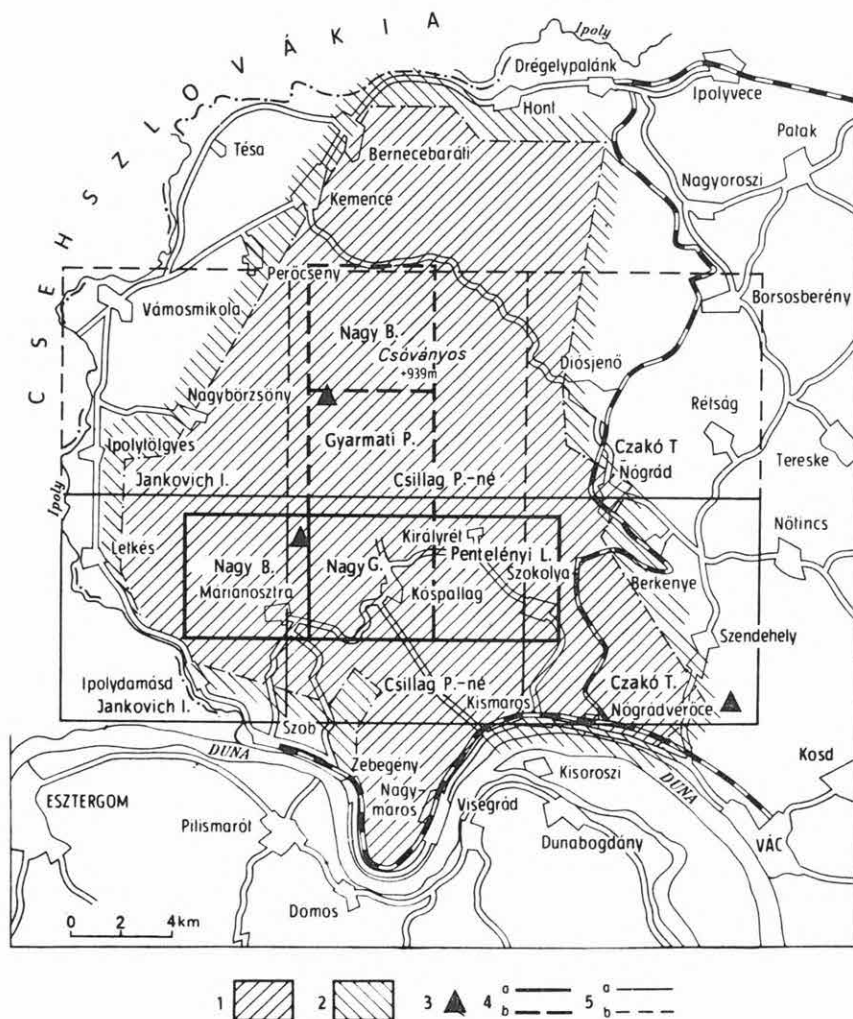 CSEHSZLOVÁKIA
Ipoly
Drégelypalánk
Ipolyvece
Hont
Patak
Tésa
Bernecebaráti
Nagyoroszi
Kemence
Perőcsény
Vámosmikola
Borsosberény
Nagy B.
Csóványos
+939m
Diósjenő
Nagybörzsöny
Rétság
Ipolytölgyes
Gyarmati P.
Czakó T
Jankovich I.
Csillag P.-né
Nógrád
Tereske
Ipoly
Letkés
Királyrét
Nőtincs
Nagy B.
Nagy G.
Pentelényi L.
Szokolya
Berkenye
Márianosztra
Kóspallag
Szendehely
Ipolydamásd
Csillag P.-né
Czakó T.
Jankovich I.
Kismaros
Nógrádverőce
Szob
DUNA
Zebegény
Kisoroszi
DUNA
Kosd
ESZTERGOM
Nagymaros
Visegrád
Pilismarót
Dunabogdány
VÁC
Dömös
0 2 4km
1 2 3 4 a b 5 a b